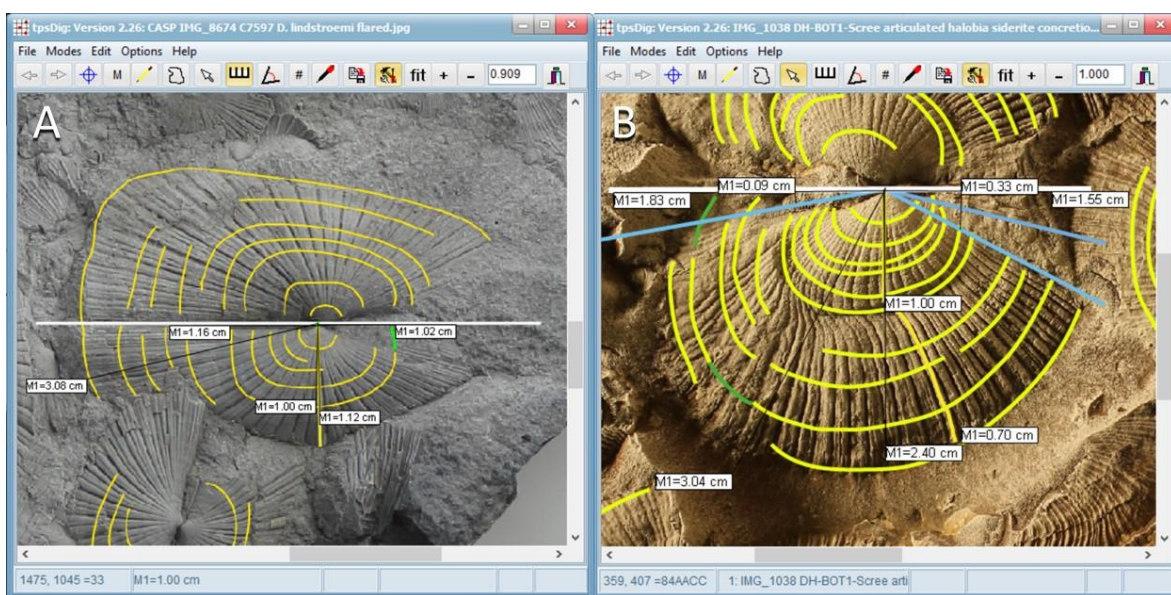 tpsDig: Version 2.26: CASP IMG_8674 C7597 D. lindstroemi flared.jpg
File Modes Edit Options Help
M # fit + - 0.909
A
M1=1.16 cm
M1=1.02 cm
M1=3.08 cm
M1=1.00 cm
M1=1.12 cm
1475, 1045 =33 M1=1.00 cm
tpsDig: Version 2.26: IMG_1038 DH-BOT1-Scree articulated halobia siderite concretio...
File Modes Edit Options Help
M # fit + - 1.000
B
M1=0.09 cm
M1=0.33 cm
M1=1.83 cm
M1=1.55 cm
M1=1.00 cm
M1=0.70 cm
M1=2.40 cm
M1=3.04 cm
359, 407 =84AACC 1: IMG_1038 DH-BOT1-Scree arti